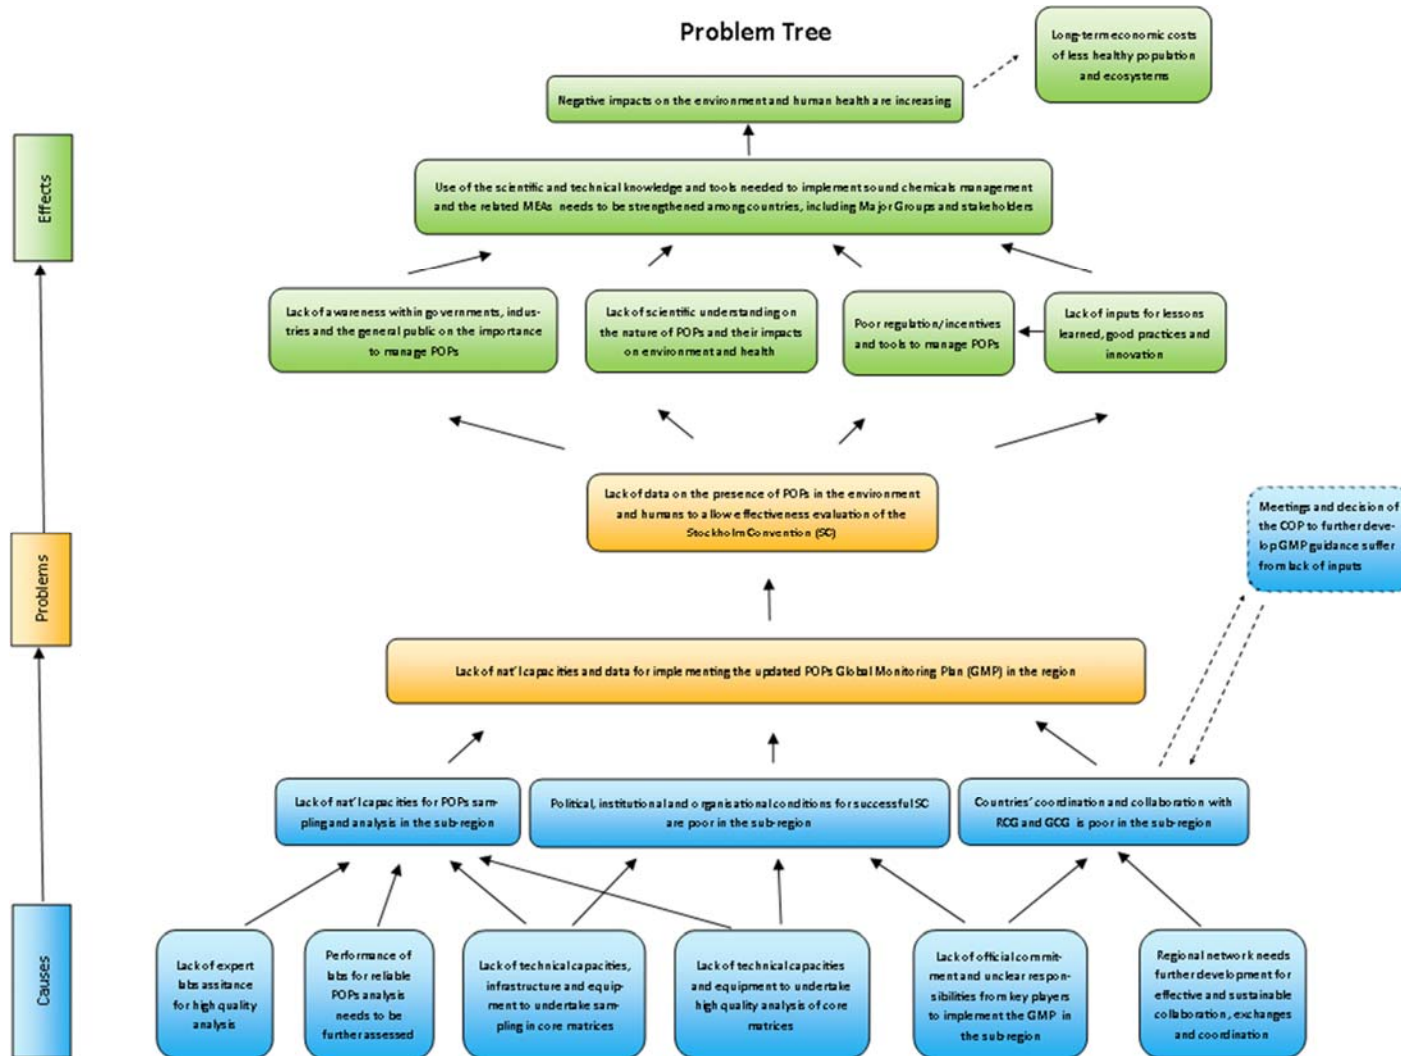 Problem Tree
Long-term economic costs
of less healthy population
and ecosystems
Negative impacts on the environment and human health are increasing
Effects
Use of the scientific and technical knowledge and tools needed to implement sound chemicals management
and the related MEAs needs to be strengthened among countries, including Major Groups and stakeholders
Lack of awareness within governments, indus-
tries and the general public on the importance
to manage POPs
Lack of scientific understanding on
the nature of POPs and their impacts
on environment and health
Poor regulation/incentives
and tools to manage POPs
Lack of inputs for lessons
learned, good practices and
innovation
Lack of data on the presence of POPs in the environment
and humans to allow effectiveness evaluation of the
Stockholm Convention (SC)
Meetings and decision of
the COP to further deve-
lop GMP guidance suffer
from lack of inputs
Problems
Lack of nat'l capacities and data for implementing the updated POPs Global Monitoring Plan (GMP) in the region
Lack of nat'l capacities for POPs sam-
pling and analysis in the sub-region
Political, institutional and organisational conditions for successful SC
are poor in the sub-region
Countries' coordination and collaboration with
RCG and GCG is poor in the sub-region
Causes
Lack of expert
labs assitance
for high quality
analysis
Performance of
labs for reliable
POPs analysis
needs to be
further assessed
Lack of technical capacities,
infrastructure and equip-
ment to undertake sam-
pling in core matrices
Lack of technical capacities
and equipment to undertake
high quality analysis of core
matrices
Lack of official commit-
ment and unclear respon-
sibilities from key players
to implement the GMP in
the sub-region
Regional network needs
further development for
effective and sustainable
collaboration, exchanges
and coordination